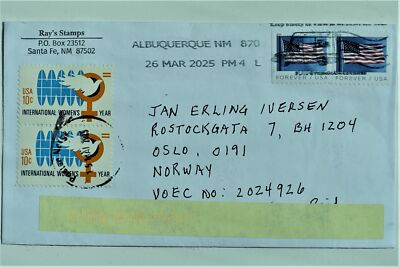 Ray's Stamps
P.O. Box 23512
Santa Fe, NM 87502
ALBUQUERQUE NM 870
26 MAR 2025 PM 4 L
FOREVER / USA
FOREVER / USA
USA
10c
INTERNATIONAL WOMEN'S YEAR
USA
10c
INTERNATIONAL WOMEN'S YEAR
JAN ERLING IVERSEN
ROSTOCKGATA 7, BH 1204
OSLO, 0191
NORWAY
VOEC NO: 2024926